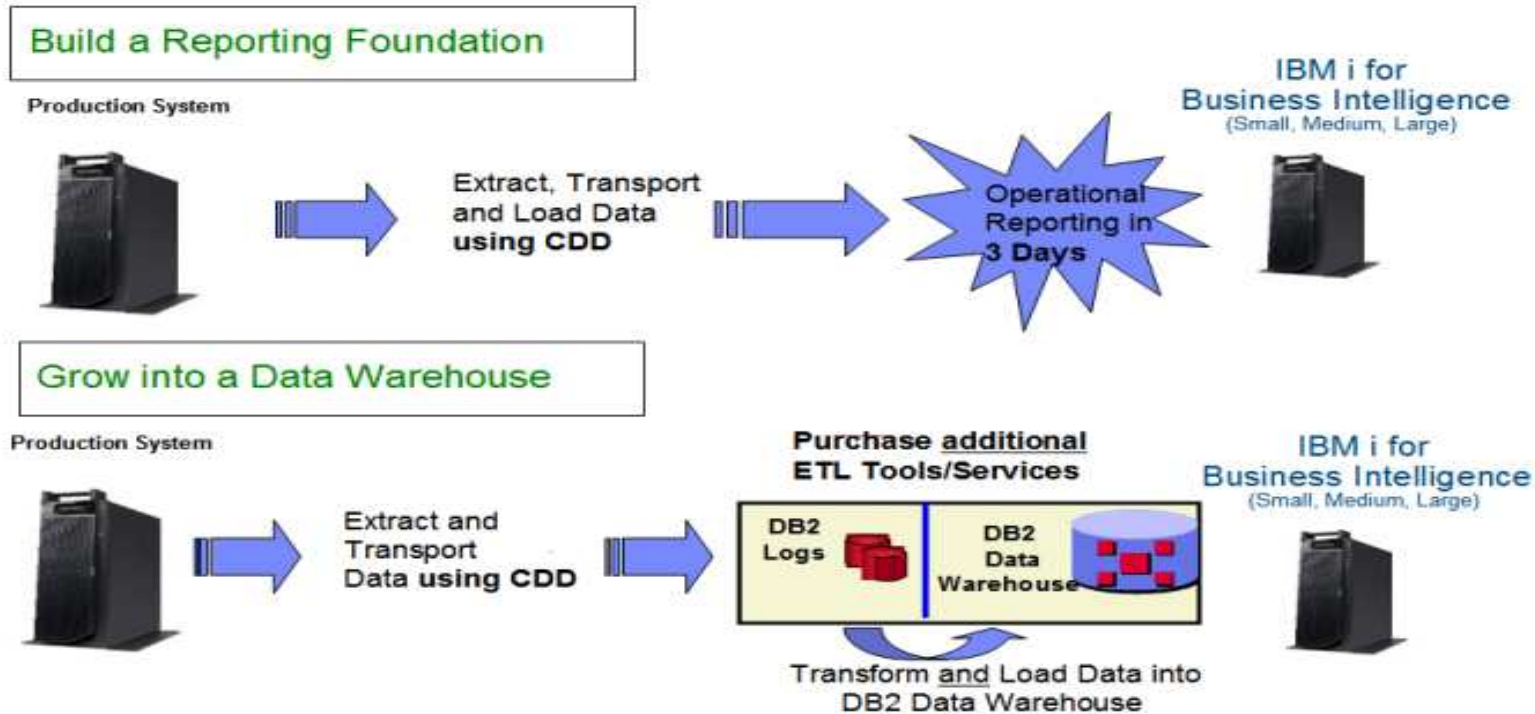 Build a Reporting Foundation
Production System
Extract, Transport
and Load Data
using CDD
Operational
Reporting in
3 Days
IBM i for
Business Intelligence
(Small, Medium, Large)
Grow into a Data Warehouse
Production System
Extract and
Transport
Data using CDD
Purchase additional
ETL Tools/Services
DB2
Logs
DB2
Data
Warehouse
Transform and Load Data into
DB2 Data Warehouse
IBM i for
Business Intelligence
(Small, Medium, Large)